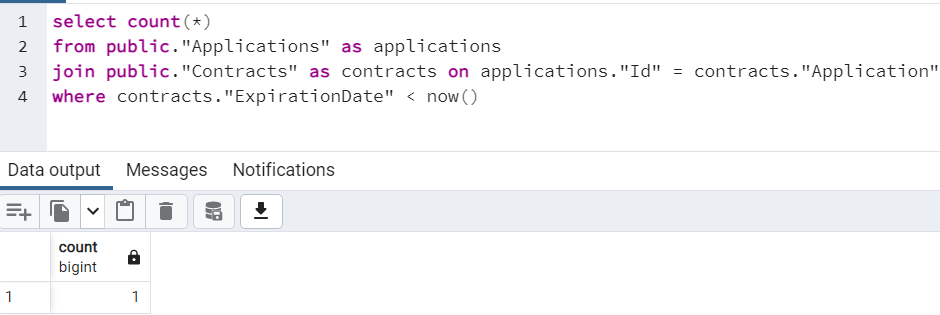 1 select count(*)
2 from public."Applications" as applications
3 join public."Contracts" as contracts on applications."Id" = contracts."Application"
4 where contracts."ExpirationDate" < now()
Data output Messages Notifications
count
bigint
1 1